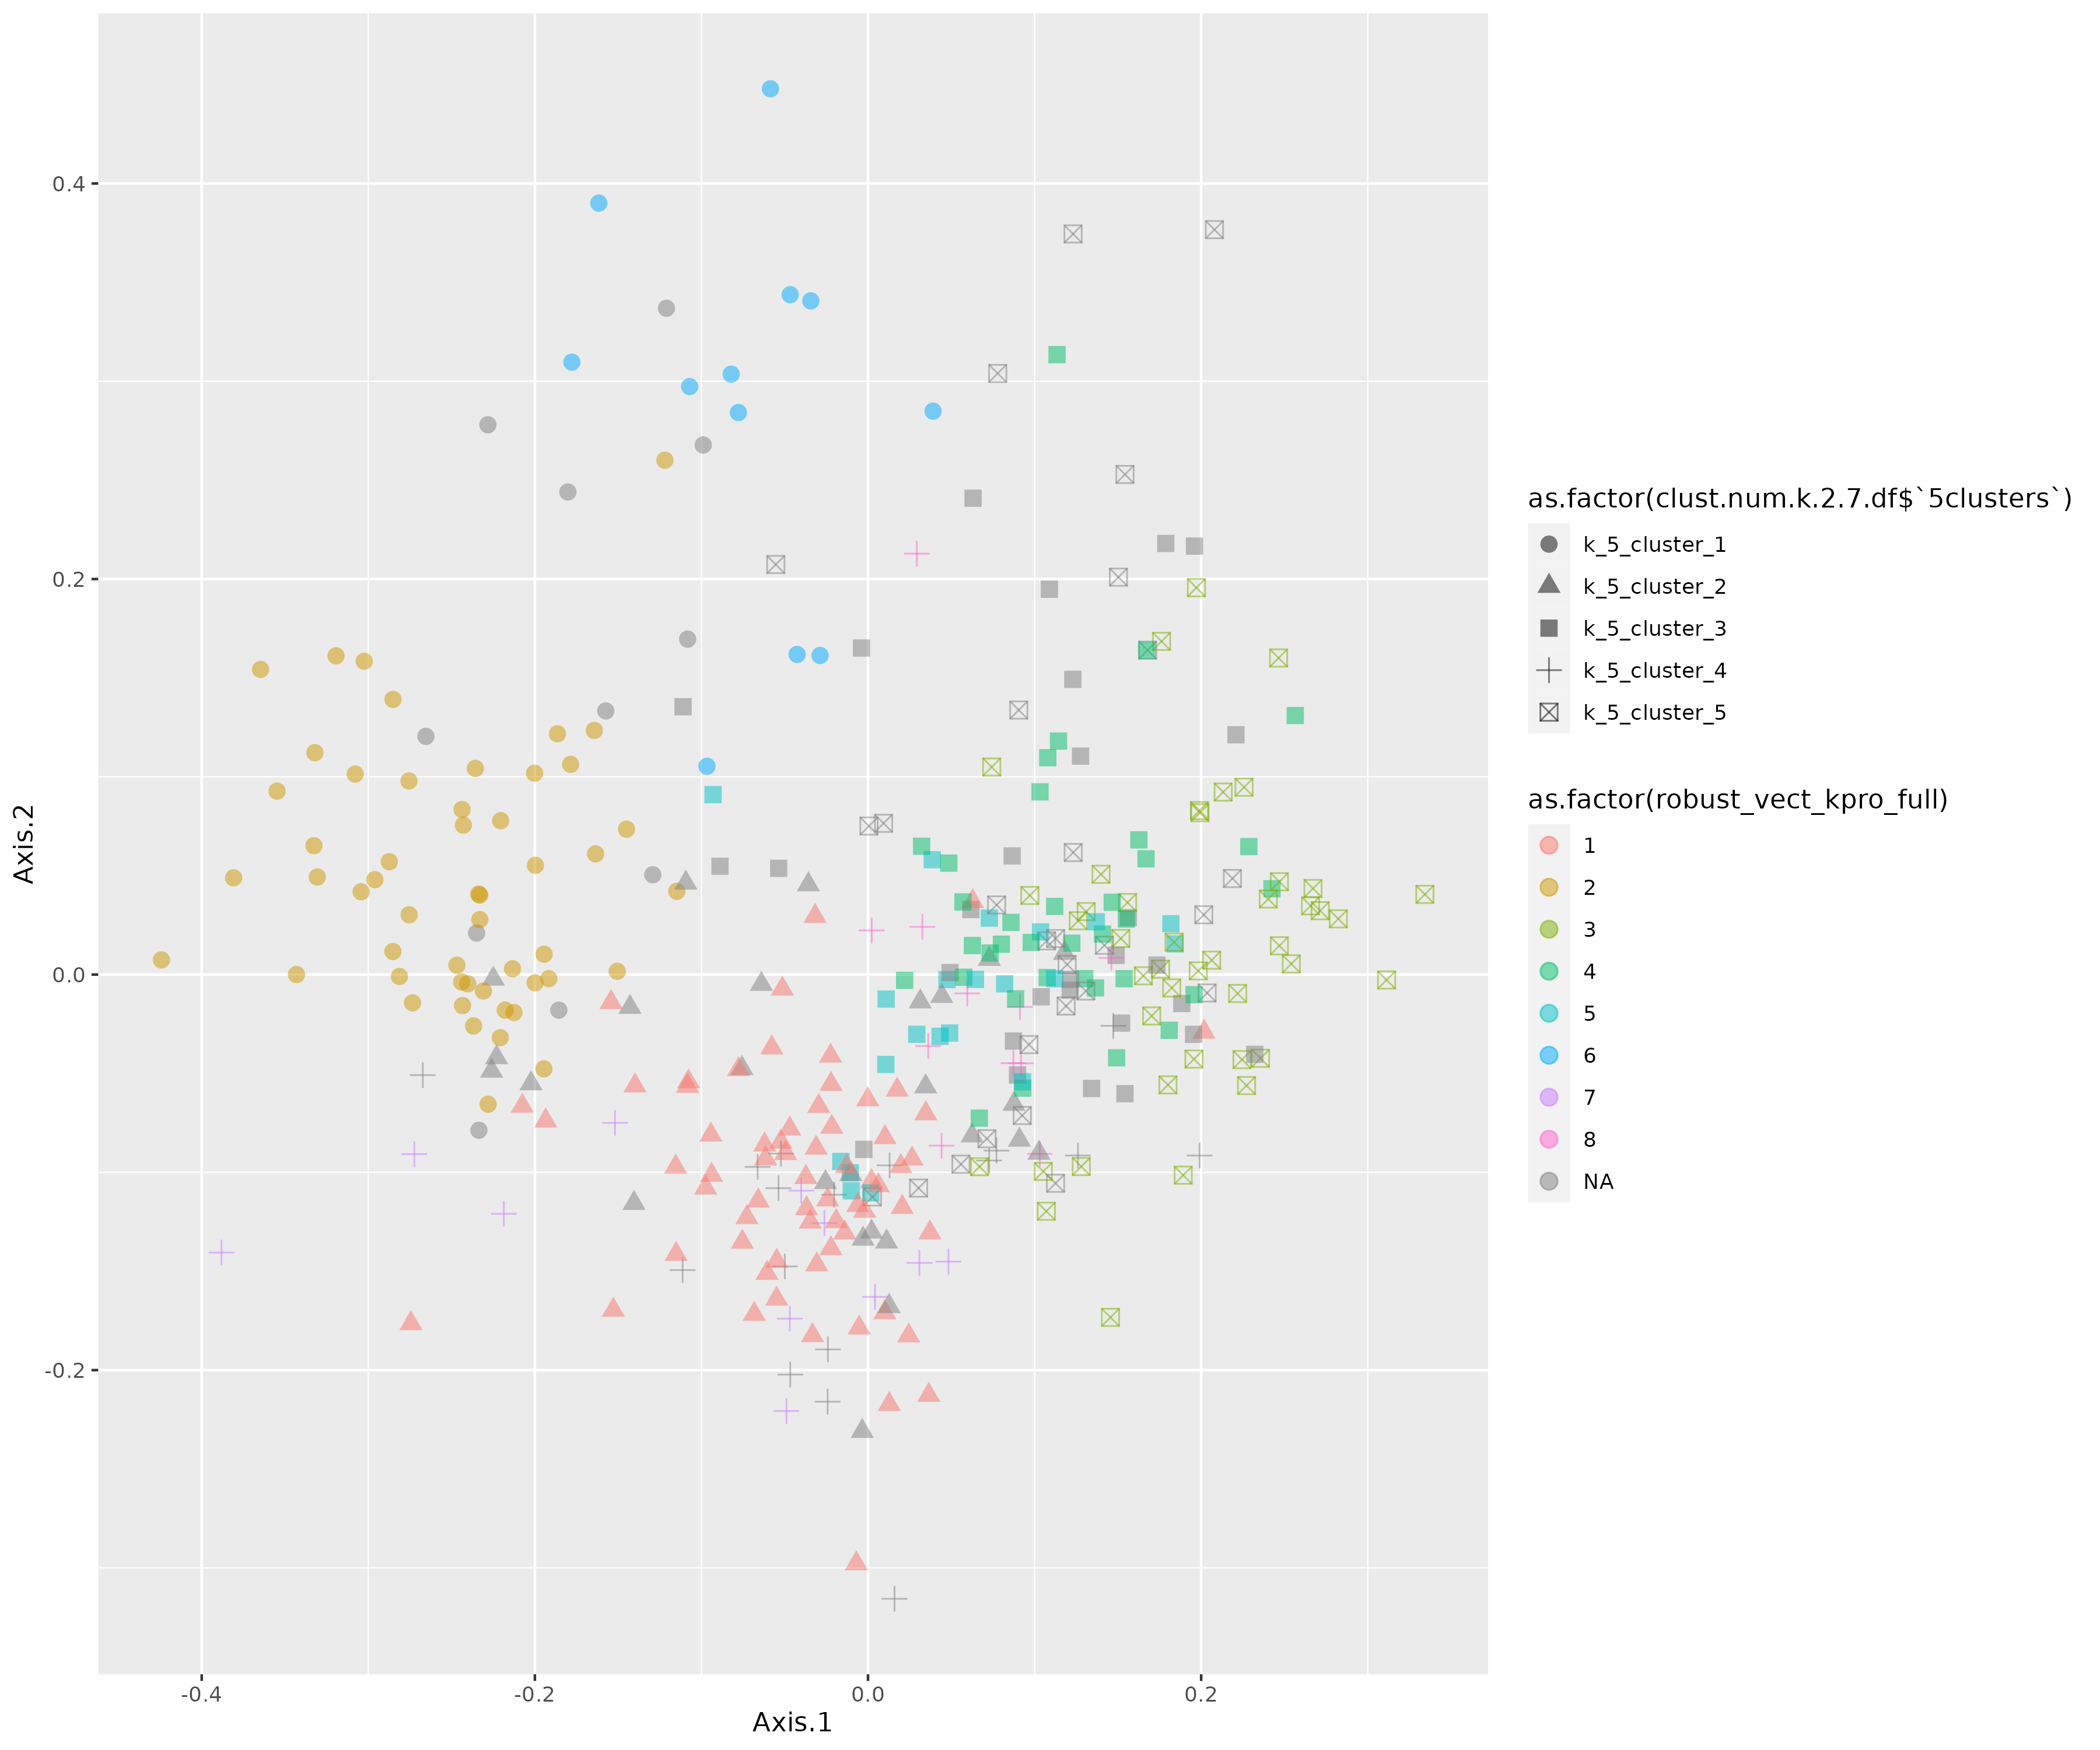 Axis.2
0.4
0.2
0.0
-0.2
-0.4
-0.2
0.0
0.2
Axis.1
as.factor(clust.num.k.2.7.df$`5clusters`)
k_5_cluster_1
k_5_cluster_2
k_5_cluster_3
k_5_cluster_4
k_5_cluster_5
as.factor(robust_vect_kpro_full)
1
2
3
4
5
6
7
8
NA